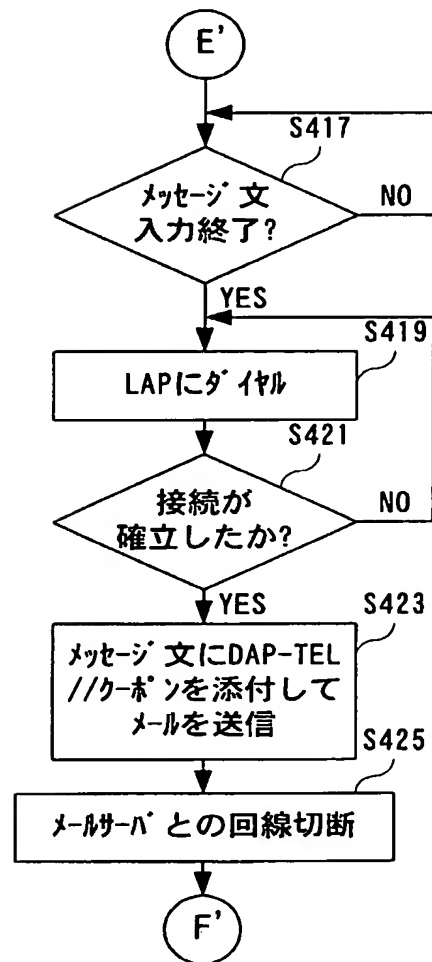 E'
S417
メッセージ文
入力終了?
NO
YES
S419
LAPにダイヤル
S421
接続が
確立したか?
NO
YES
S423
メッセージ文にDAP-TEL
//クーポンを添付して
メールを送信
S425
メールサーバとの回線切断
F'